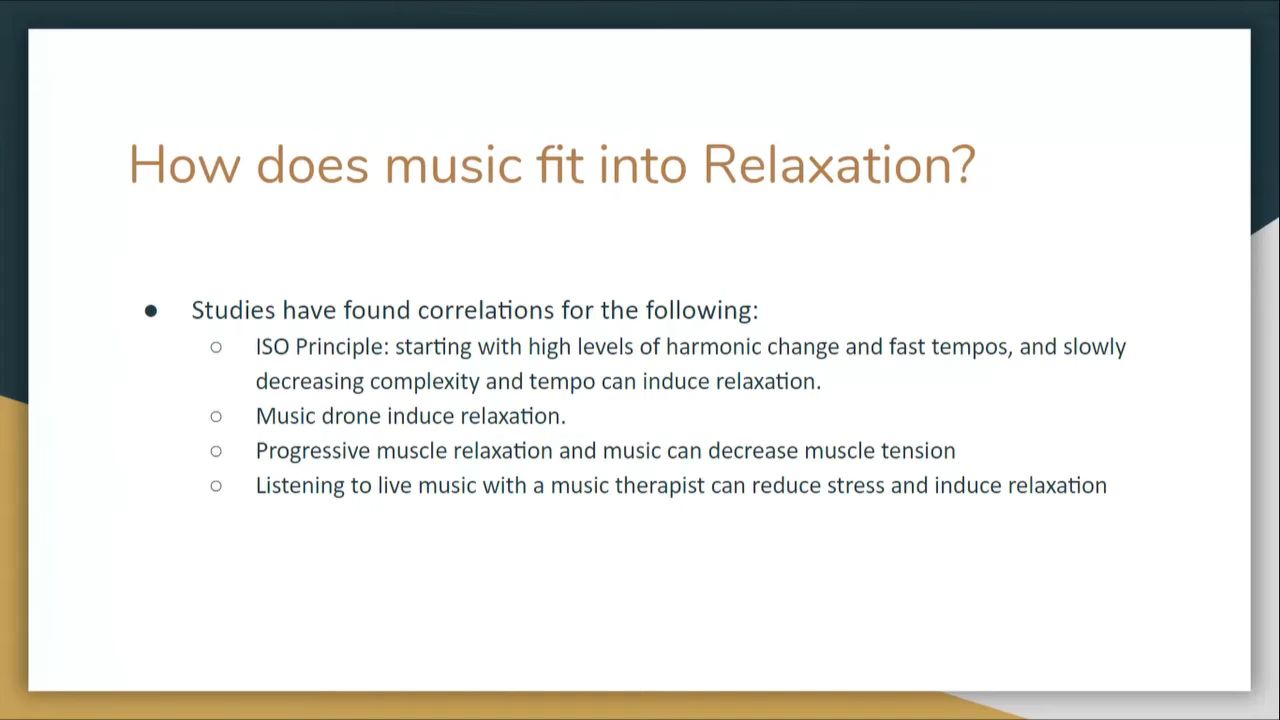 How does music fit into Relaxation?
● Studies have found correlations for the following:
○ ISO Principle: starting with high levels of harmonic change and fast tempos, and slowly
decreasing complexity and tempo can induce relaxation.
○ Music drone induce relaxation.
○ Progressive muscle relaxation and music can decrease muscle tension
○ Listening to live music with a music therapist can reduce stress and induce relaxation